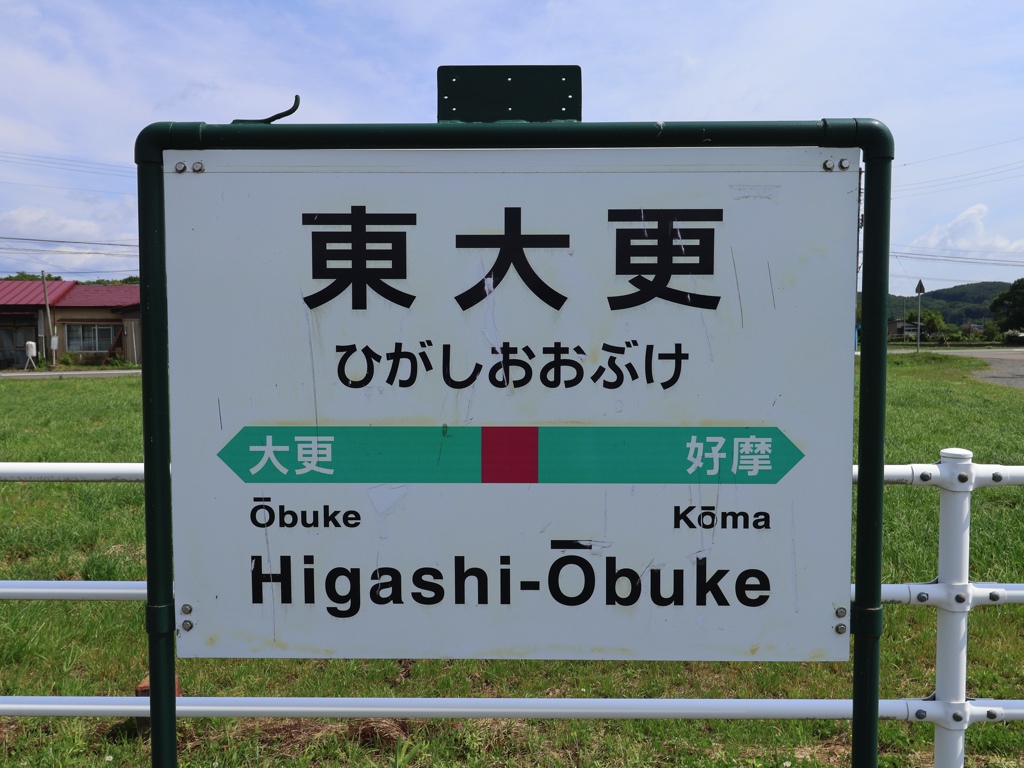 東大更
ひがしおおぶけ
大更 好摩
Ōbuke Kōma
Higashi-Ōbuke